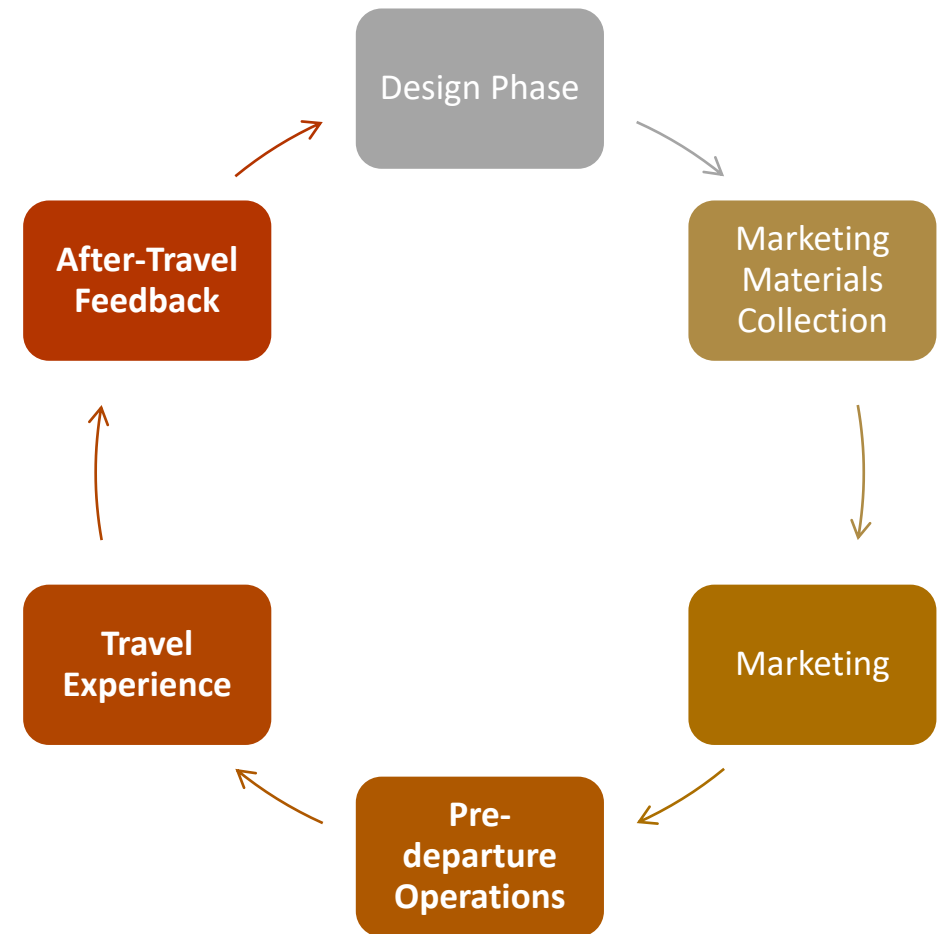 Design Phase
Marketing
Materials
Collection
Marketing
Pre-
departure
Operations
Travel
Experience
After-Travel
Feedback